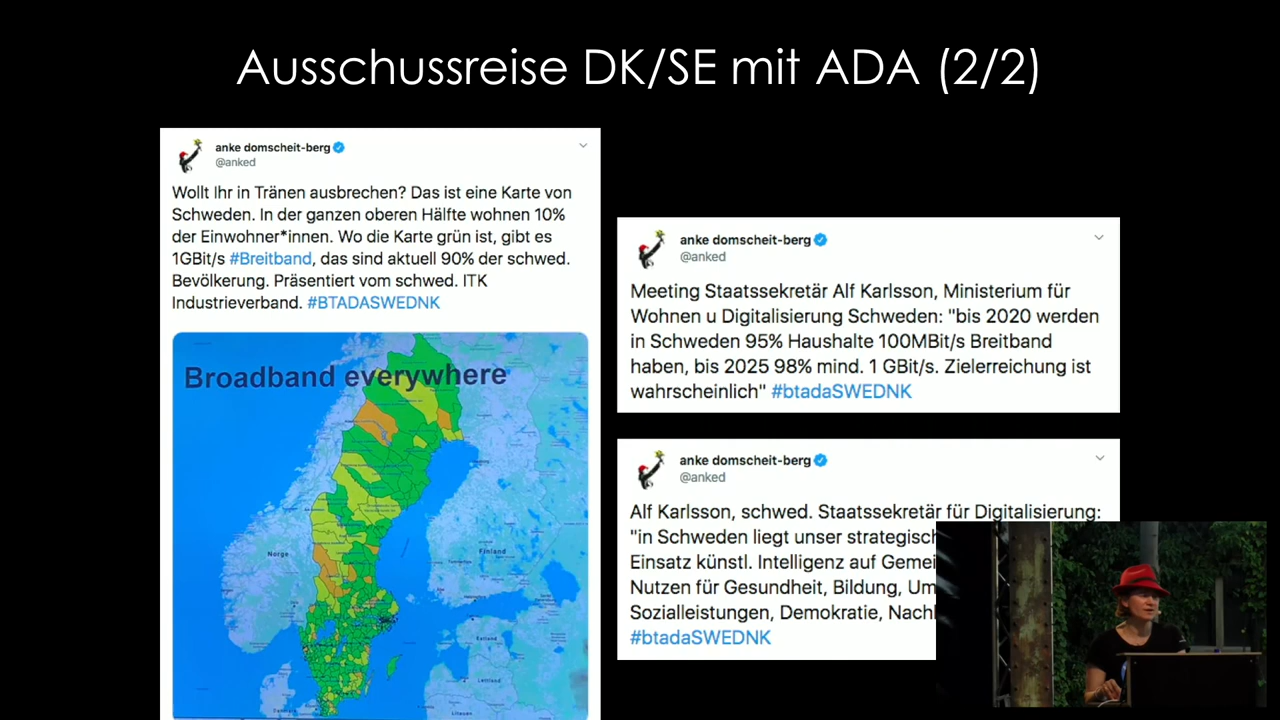 Ausschussreise DK/SE mit ADA (2/2)
anke domscheit-berg
@anked
Wollt Ihr in Tränen ausbrechen? Das ist eine Karte von
Schweden. In der ganzen oberen Hälfte wohnen 10%
der Einwohner*innen. Wo die Karte grün ist, gibt es
1GBit/s #Breitband, das sind aktuell 90% der schwed.
Bevölkerung. Präsentiert vom schwed. ITK
Industrieverband. #BTADASWEDNK
Broadband everywhere
Norge
Finland
Estland
Lettland
Litauen
anke domscheit-berg
@anked
Meeting Staatssekretär Alf Karlsson, Ministerium für
Wohnen u Digitalisierung Schweden: "bis 2020 werden
in Schweden 95% Haushalte 100MBit/s Breitband
haben, bis 2025 98% mind. 1 GBit/s. Zielerreichung ist
wahrscheinlich" #btadaSWEDNK
anke domscheit-berg
@anked
Alf Karlsson, schwed. Staatssekretär für Digitalisierung:
"in Schweden liegt unser strategisch
Einsatz künstl. Intelligenz auf Gemei
Nutzen für Gesundheit, Bildung, Um
Sozialleistungen, Demokratie, Nachl
#btadaSWEDNK